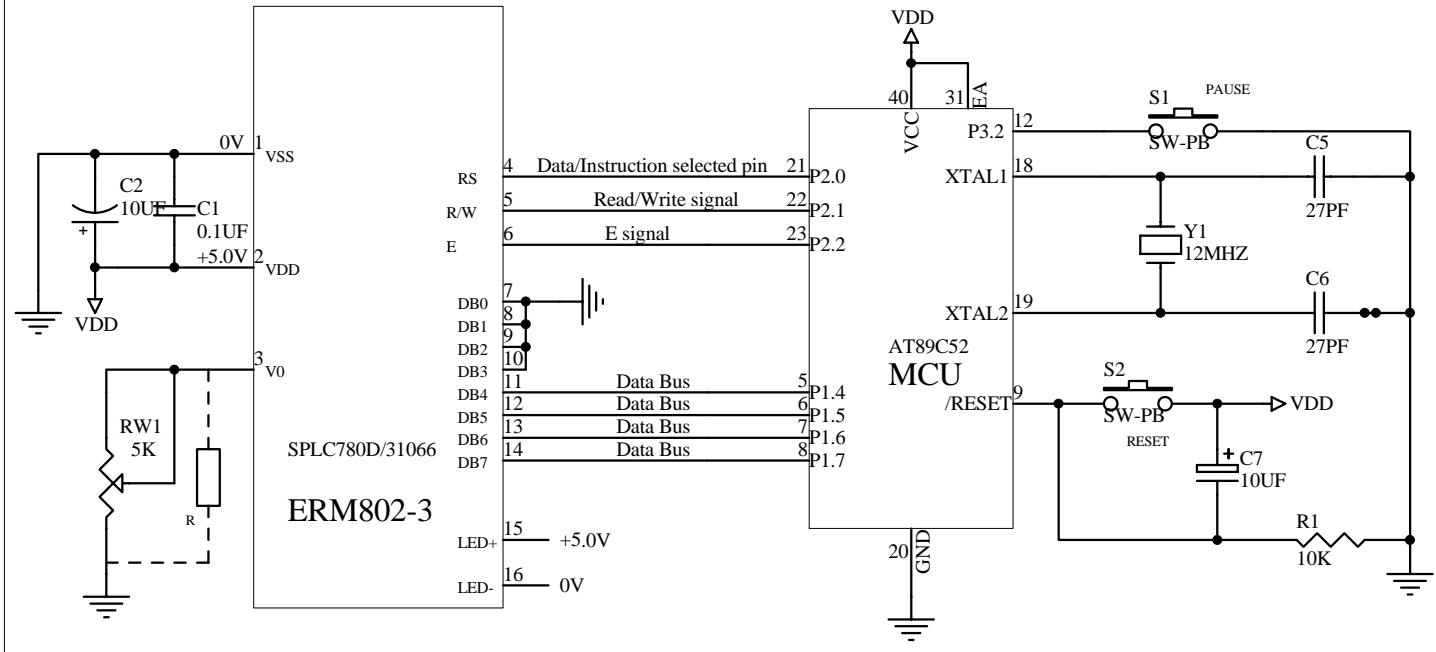 VDD
40
31
EA
VCC
S1
PAUSE
P3.2
12
SW-PB
0V
1
VSS
C2
10UF
+
C1
0.1UF
+5.0V
2
VDD
VDD
3
V0
RW1
5K
R
SPLC780D/31066
ERM802-3
RS
4
Data/Instruction selected pin
21
P2.0
R/W
5
Read/Write signal
22
P2.1
E
6
E signal
23
P2.2
DB0
7
DB1
8
DB2
9
DB3
10
DB4
11
Data Bus
5
P1.4
DB5
12
Data Bus
6
P1.5
DB6
13
Data Bus
7
P1.6
DB7
14
Data Bus
8
P1.7
LED+
15
+5.0V
LED-
16
0V
XTAL1
18
C5
27PF
Y1
12MHZ
XTAL2
19
C6
27PF
AT89C52
MCU
/RESET
9
S2
SW-PB
RESET
VDD
+
C7
10UF
R1
10K
20
GND